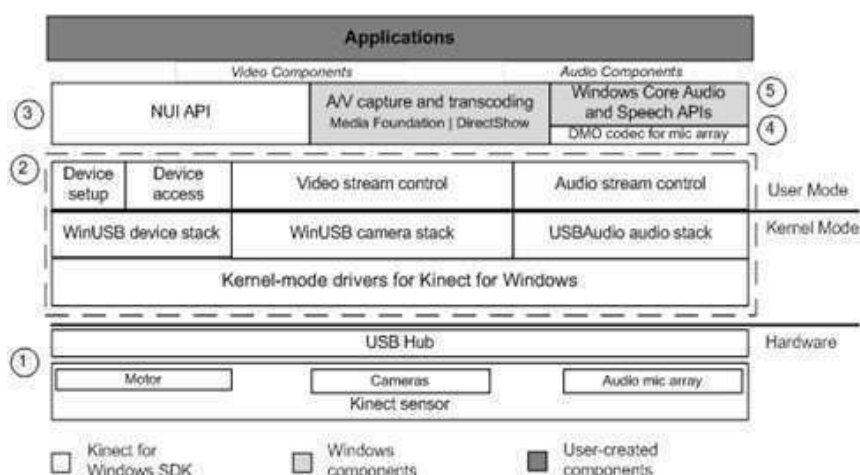 Applications
Video Components
Audio Components
3
NUI API
A/V capture and transcoding
Media Foundation | DirectShow
Windows Core Audio
and Speech APIs
5
DMO codec for mic array
4
2
Device
setup
Device
access
Video stream control
Audio stream control
User Mode
WinUSB device stack
WinUSB camera stack
USBAudio audio stack
Kernel Mode
Kernel-mode drivers for Kinect for Windows
USB Hub
Hardware
1
Motor
Cameras
Audio mic array
Kinect sensor
Kinect for
Windows SDK
Windows
components
User-created
components